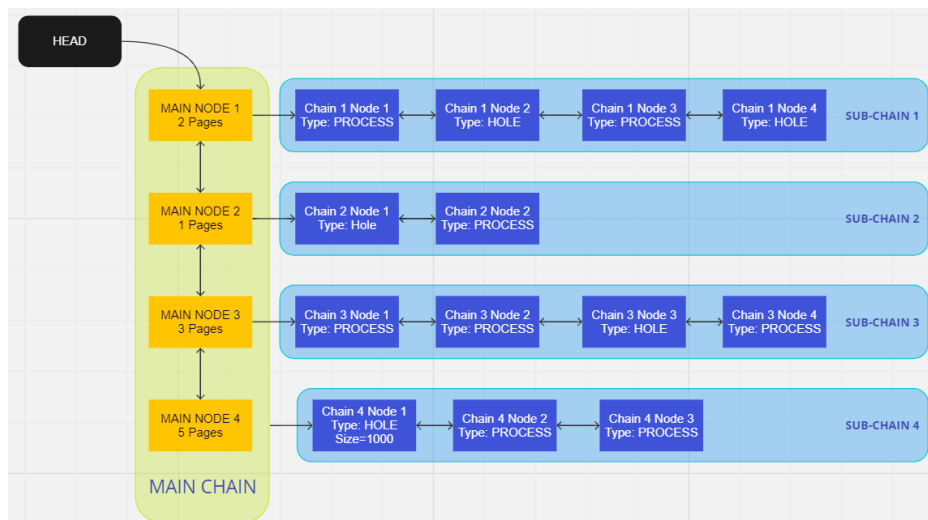 HEAD
MAIN NODE 1
2 Pages
Chain 1 Node 1
Type: PROCESS
Chain 1 Node 2
Type: HOLE
Chain 1 Node 3
Type: PROCESS
Chain 1 Node 4
Type: HOLE
SUB-CHAIN 1
MAIN NODE 2
1 Pages
Chain 2 Node 1
Type: Hole
Chain 2 Node 2
Type: PROCESS
SUB-CHAIN 2
MAIN NODE 3
3 Pages
Chain 3 Node 1
Type: PROCESS
Chain 3 Node 2
Type: PROCESS
Chain 3 Node 3
Type: HOLE
Chain 3 Node 4
Type: PROCESS
SUB-CHAIN 3
MAIN NODE 4
5 Pages
Chain 4 Node 1
Type: HOLE
Size=1000
Chain 4 Node 2
Type: PROCESS
Chain 4 Node 3
Type: PROCESS
SUB-CHAIN 4
MAIN CHAIN